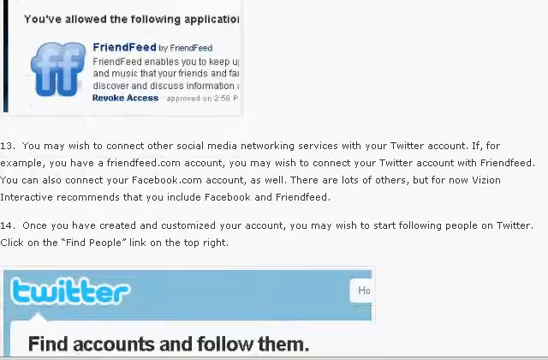 You've allowed the following
FriendFeed by FriendFeed
FriendFeed enables you to keep
and music that your friends and
discover and discuss information
Revoke Access - approved on 2:56 P
13. You may wish to connect other social media networking services with your Twitter account. If, for
example, you have a friendfeed.com account, you may wish to connect your Twitter account with Friendfeed.
You can also connect your Facebook.com account, as well. There are lots of others, but for now Vizion
Interactive recommends that you include Facebook and Friendfeed.
14. Once you have created and customized your account, you may wish to start following people on Twitter.
Click on the “Find People” link on the top right.
twitter
Find accounts and follow them.